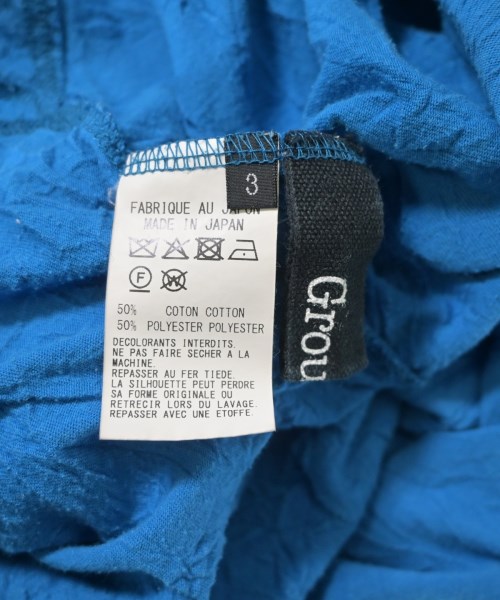 3
FABRIQUE AU JAPON
MADE IN JAPAN
F W
50% COTON COTTON
50% POLYESTER POLYESTER
DECOLORANTS INTERDITS.
NE PAS FAIRE SECHER A LA
MACHINE.
REPASSER AU FER TIEDE.
LA SILHOUETTE PEUT PERDRE
SA FORME ORIGINALE OU
RETRECIR LORS DU LAVAGE.
REPASSER AVEC UNE ETOFFE.
Grou